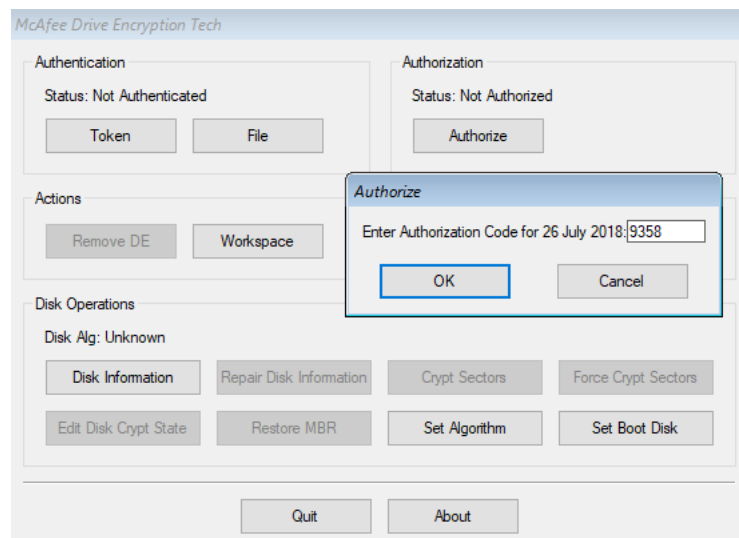 McAfee Drive Encryption Tech
Authentication
Status: Not Authenticated
Token File
Authorization
Status: Not Authorized
Authorize
Actions
Remove DE Workspace
Authorize
Enter Authorization Code for 26 July 2018: 9358
OK Cancel
Disk Operations
Disk Alg: Unknown
Disk Information Repair Disk Information Crypt Sectors Force Crypt Sectors
Edit Disk Crypt State Restore MBR Set Algorithm Set Boot Disk
Quit About